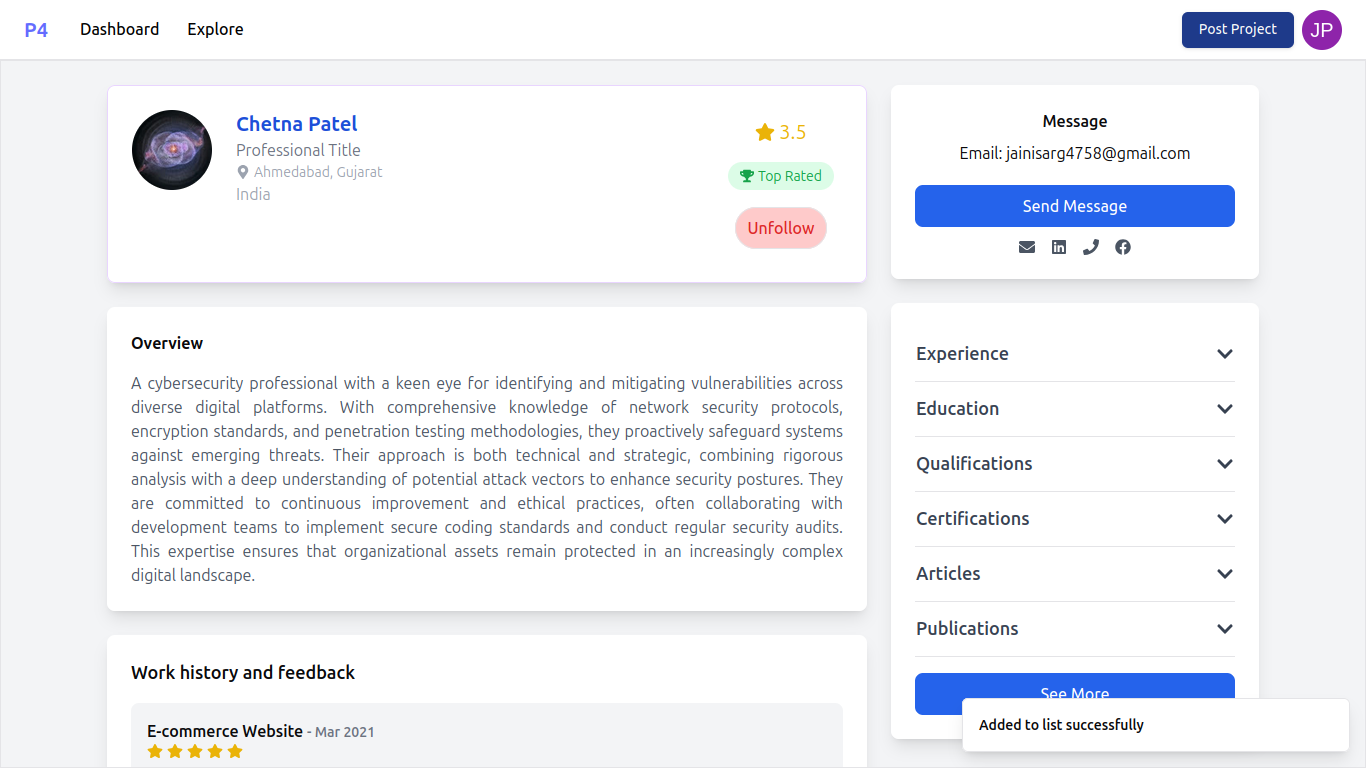 P4 Dashboard Explore Post Project JP
Chetna Patel
Professional Title
Ahmedabad, Gujarat
India
3.5
Top Rated
Unfollow
Overview
A cybersecurity professional with a keen eye for identifying and mitigating vulnerabilities across
diverse digital platforms. With comprehensive knowledge of network security protocols,
encryption standards, and penetration testing methodologies, they proactively safeguard systems
against emerging threats. Their approach is both technical and strategic, combining rigorous
analysis with a deep understanding of potential attack vectors to enhance security postures. They
are committed to continuous improvement and ethical practices, often collaborating with
development teams to implement secure coding standards and conduct regular security audits.
This expertise ensures that organizational assets remain protected in an increasingly complex
digital landscape.
Work history and feedback
E-commerce Website - Mar 2021
Message
Email: jainisarg4758@gmail.com
Send Message
Experience
Education
Qualifications
Certifications
Articles
Publications
See More
Added to list successfully